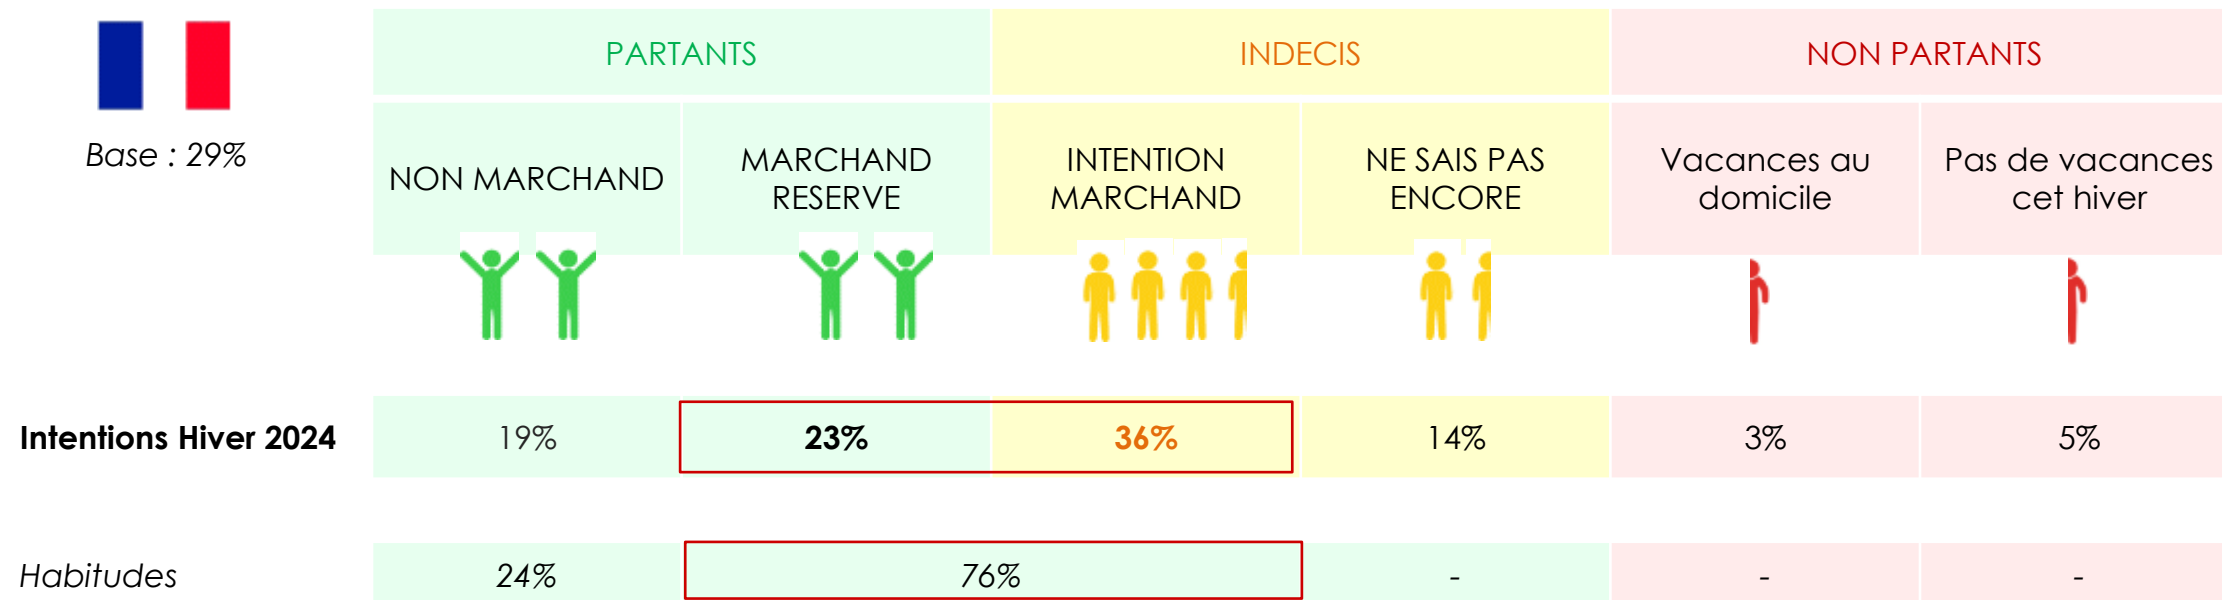 PARTANTS
INDECIS
NON PARTANTS
Base : 29%
NON MARCHAND
MARCHAND
RESERVE
INTENTION
MARCHAND
NE SAIS PAS
ENCORE
Vacances au
domicile
Pas de vacances
cet hiver
Intentions Hiver 2024
19%
23%
36%
14%
3%
5%
Habitudes
24%
76%
-
-
-